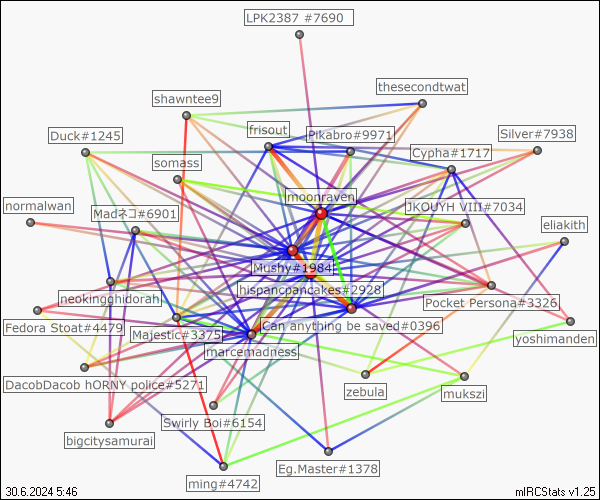 LPK2387 #7690
thesecondtwat
shawntee9
frisout
Duck#1245
Pikabro#9971
Silver#7938
Cypha#1717
somass
moonraven
normalwan
Madネコ#6901
JKOUYH VIII#7034
eliakith
Mushy#1984
hispancpancakes#2928
neokingghidorah
Pocket Persona#3326
Fedora Stoat#4479
Majestic#3375
Can anything be saved#0396
yoshimanden
marcemadness
DacobDacob hORNY police#5271
zebula
mukszi
Swirly Boi#6154
bigcitysamurai
Eg.Master#1378
ming#4742
30.6.2024 5:46
mIRCStats v1.25